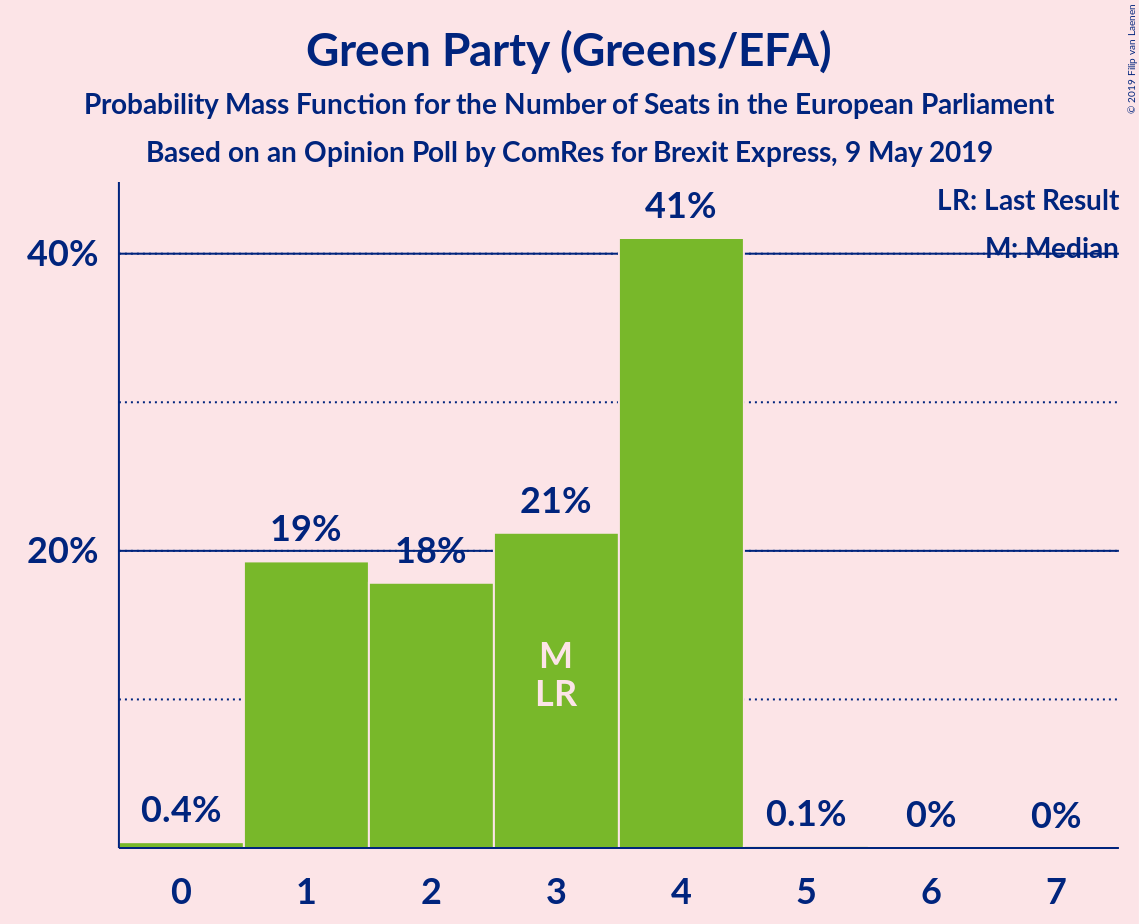 Green Party (Greens/EFA)
Probability Mass Function for the Number of Seats in the European Parliament
Based on an Opinion Poll by ComRes for Brexit Express, 9 May 2019
© 2019 Filip van Laenen
LR: Last Result
M: Median
40%
20%
0.4%
19%
18%
21%
41%
0.1%
0%
0%
M
LR
0 1 2 3 4 5 6 7